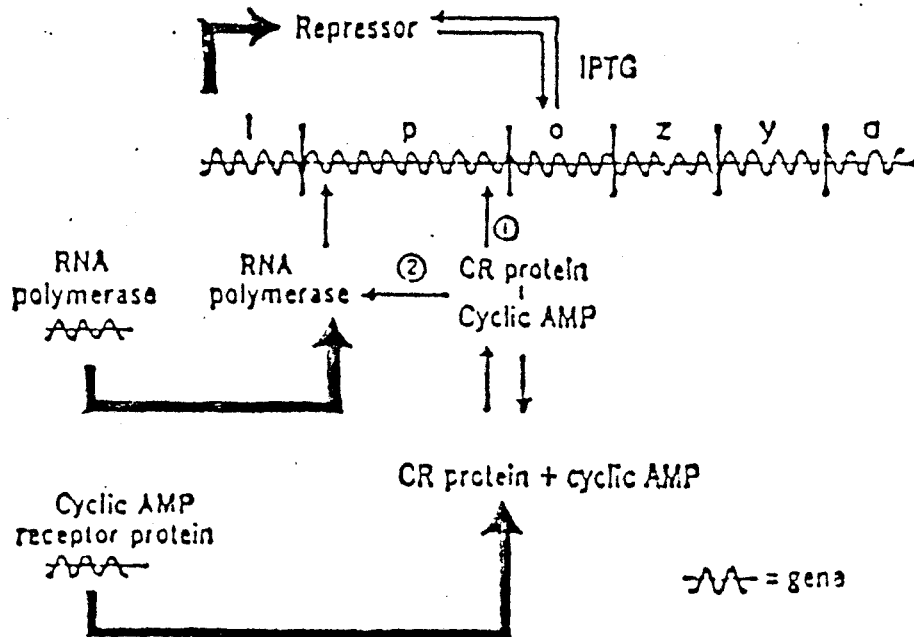 Repressor
IPTG
i p o z y a
①
②
RNA
polymerase
RNA
polymerase
CR protein
Cyclic AMP
CR protein + cyclic AMP
Cyclic AMP
receptor protein
= gene